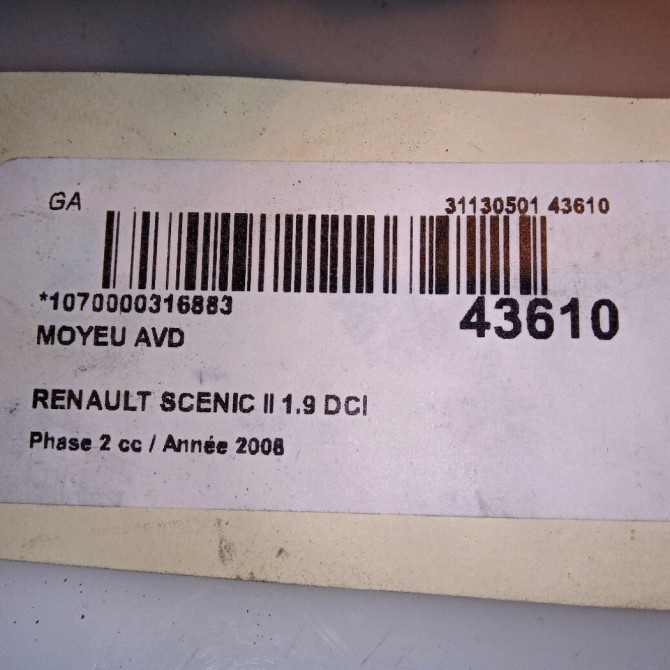 GA
31130501 43610
*1070000316883
43610
MOYEU AVD
RENAULT SCENIC II 1.9 DCI
Phase 2 cc / Année 2008